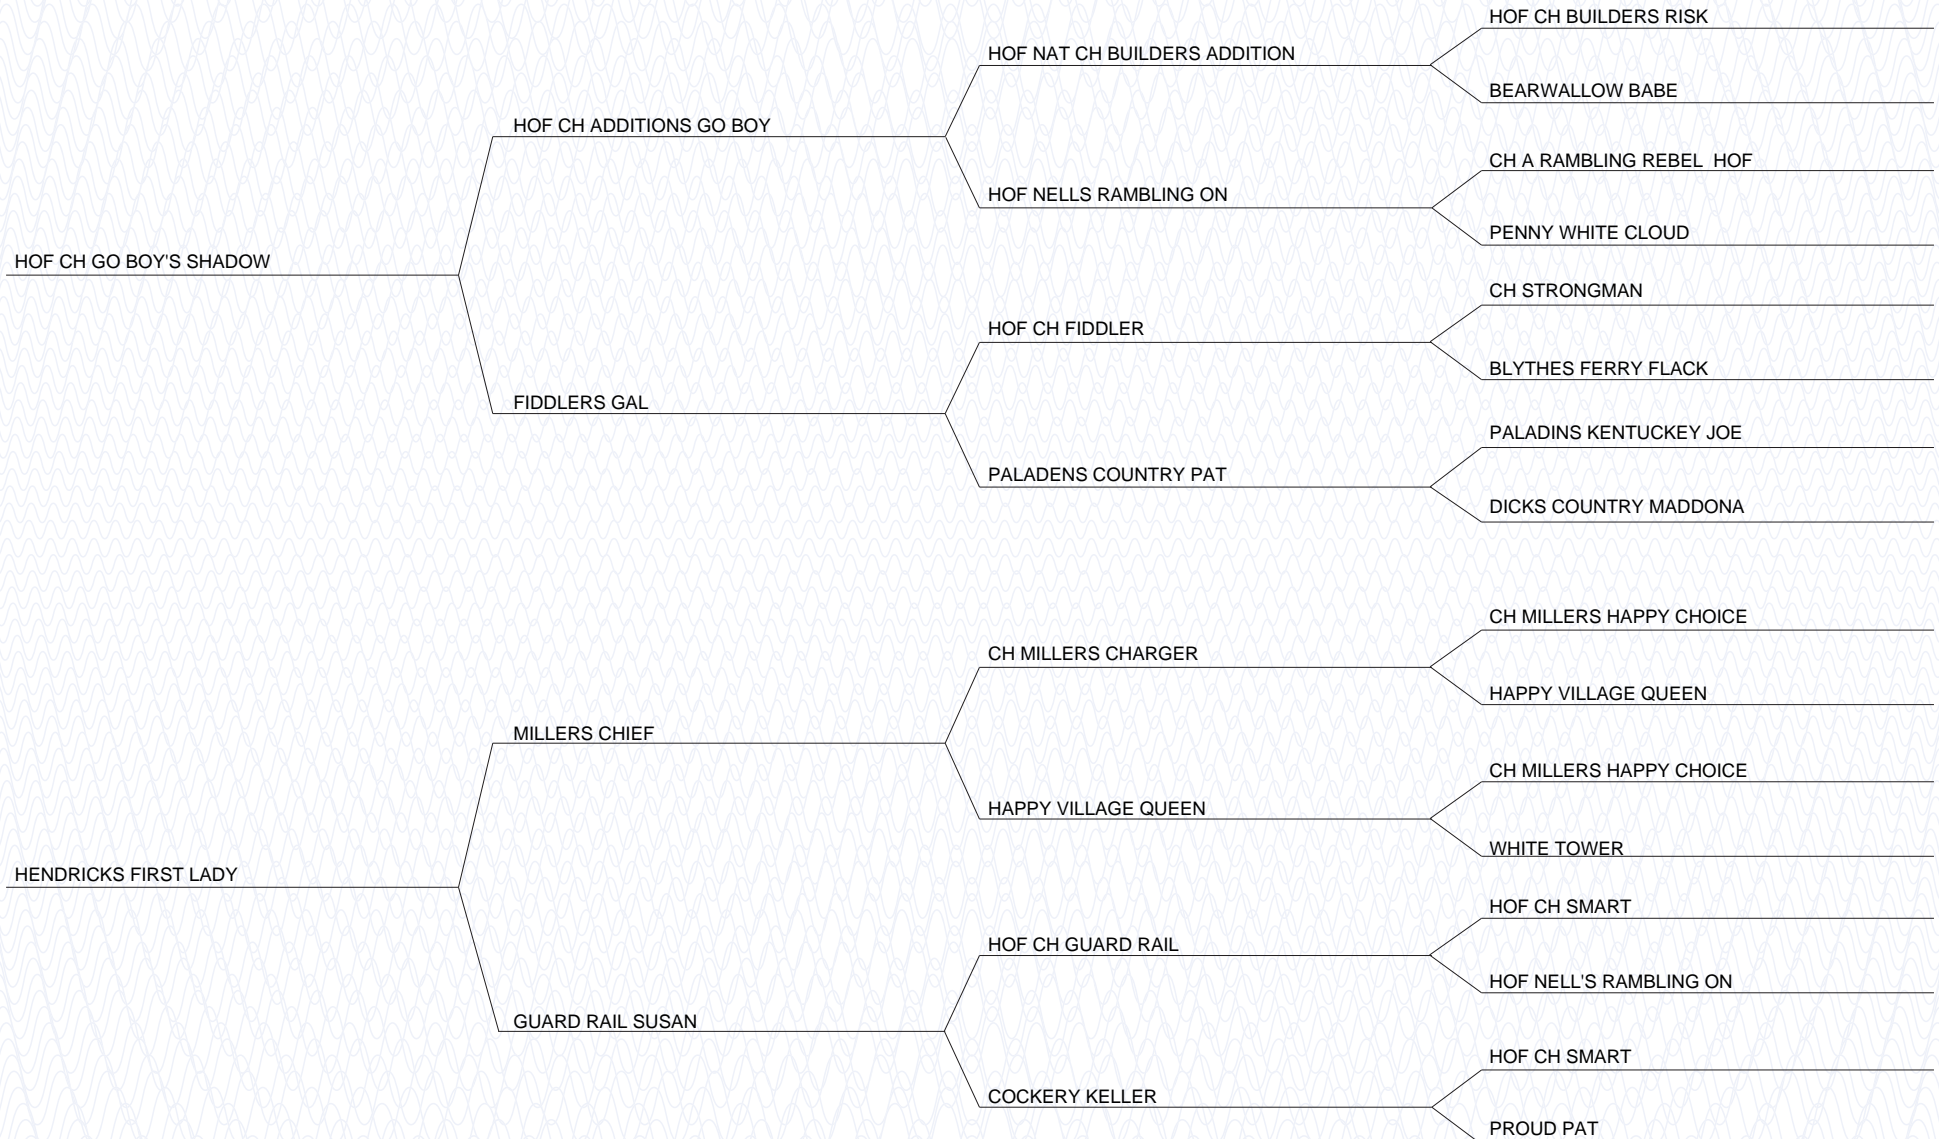 HOF CH BUILDERS RISK
HOF NAT CH BUILDERS ADDITION
BEARWALLOW BABE
HOF CH ADDITIONS GO BOY
CH A RAMBLING REBEL  HOF
HOF NELLS RAMBLING ON
PENNY WHITE CLOUD
HOF CH GO BOY'S SHADOW
CH STRONGMAN
HOF CH FIDDLER
BLYTHES FERRY FLACK
FIDDLERS GAL
PALADINS KENTUCKEY JOE
PALADENS COUNTRY PAT
DICKS COUNTRY MADDONA
CH MILLERS HAPPY CHOICE
CH MILLERS CHARGER
HAPPY VILLAGE QUEEN
MILLERS CHIEF
CH MILLERS HAPPY CHOICE
HAPPY VILLAGE QUEEN
WHITE TOWER
HENDRICKS FIRST LADY
HOF CH SMART
HOF CH GUARD RAIL
HOF NELL'S RAMBLING ON
GUARD RAIL SUSAN
HOF CH SMART
COCKERY KELLER
PROUD PAT